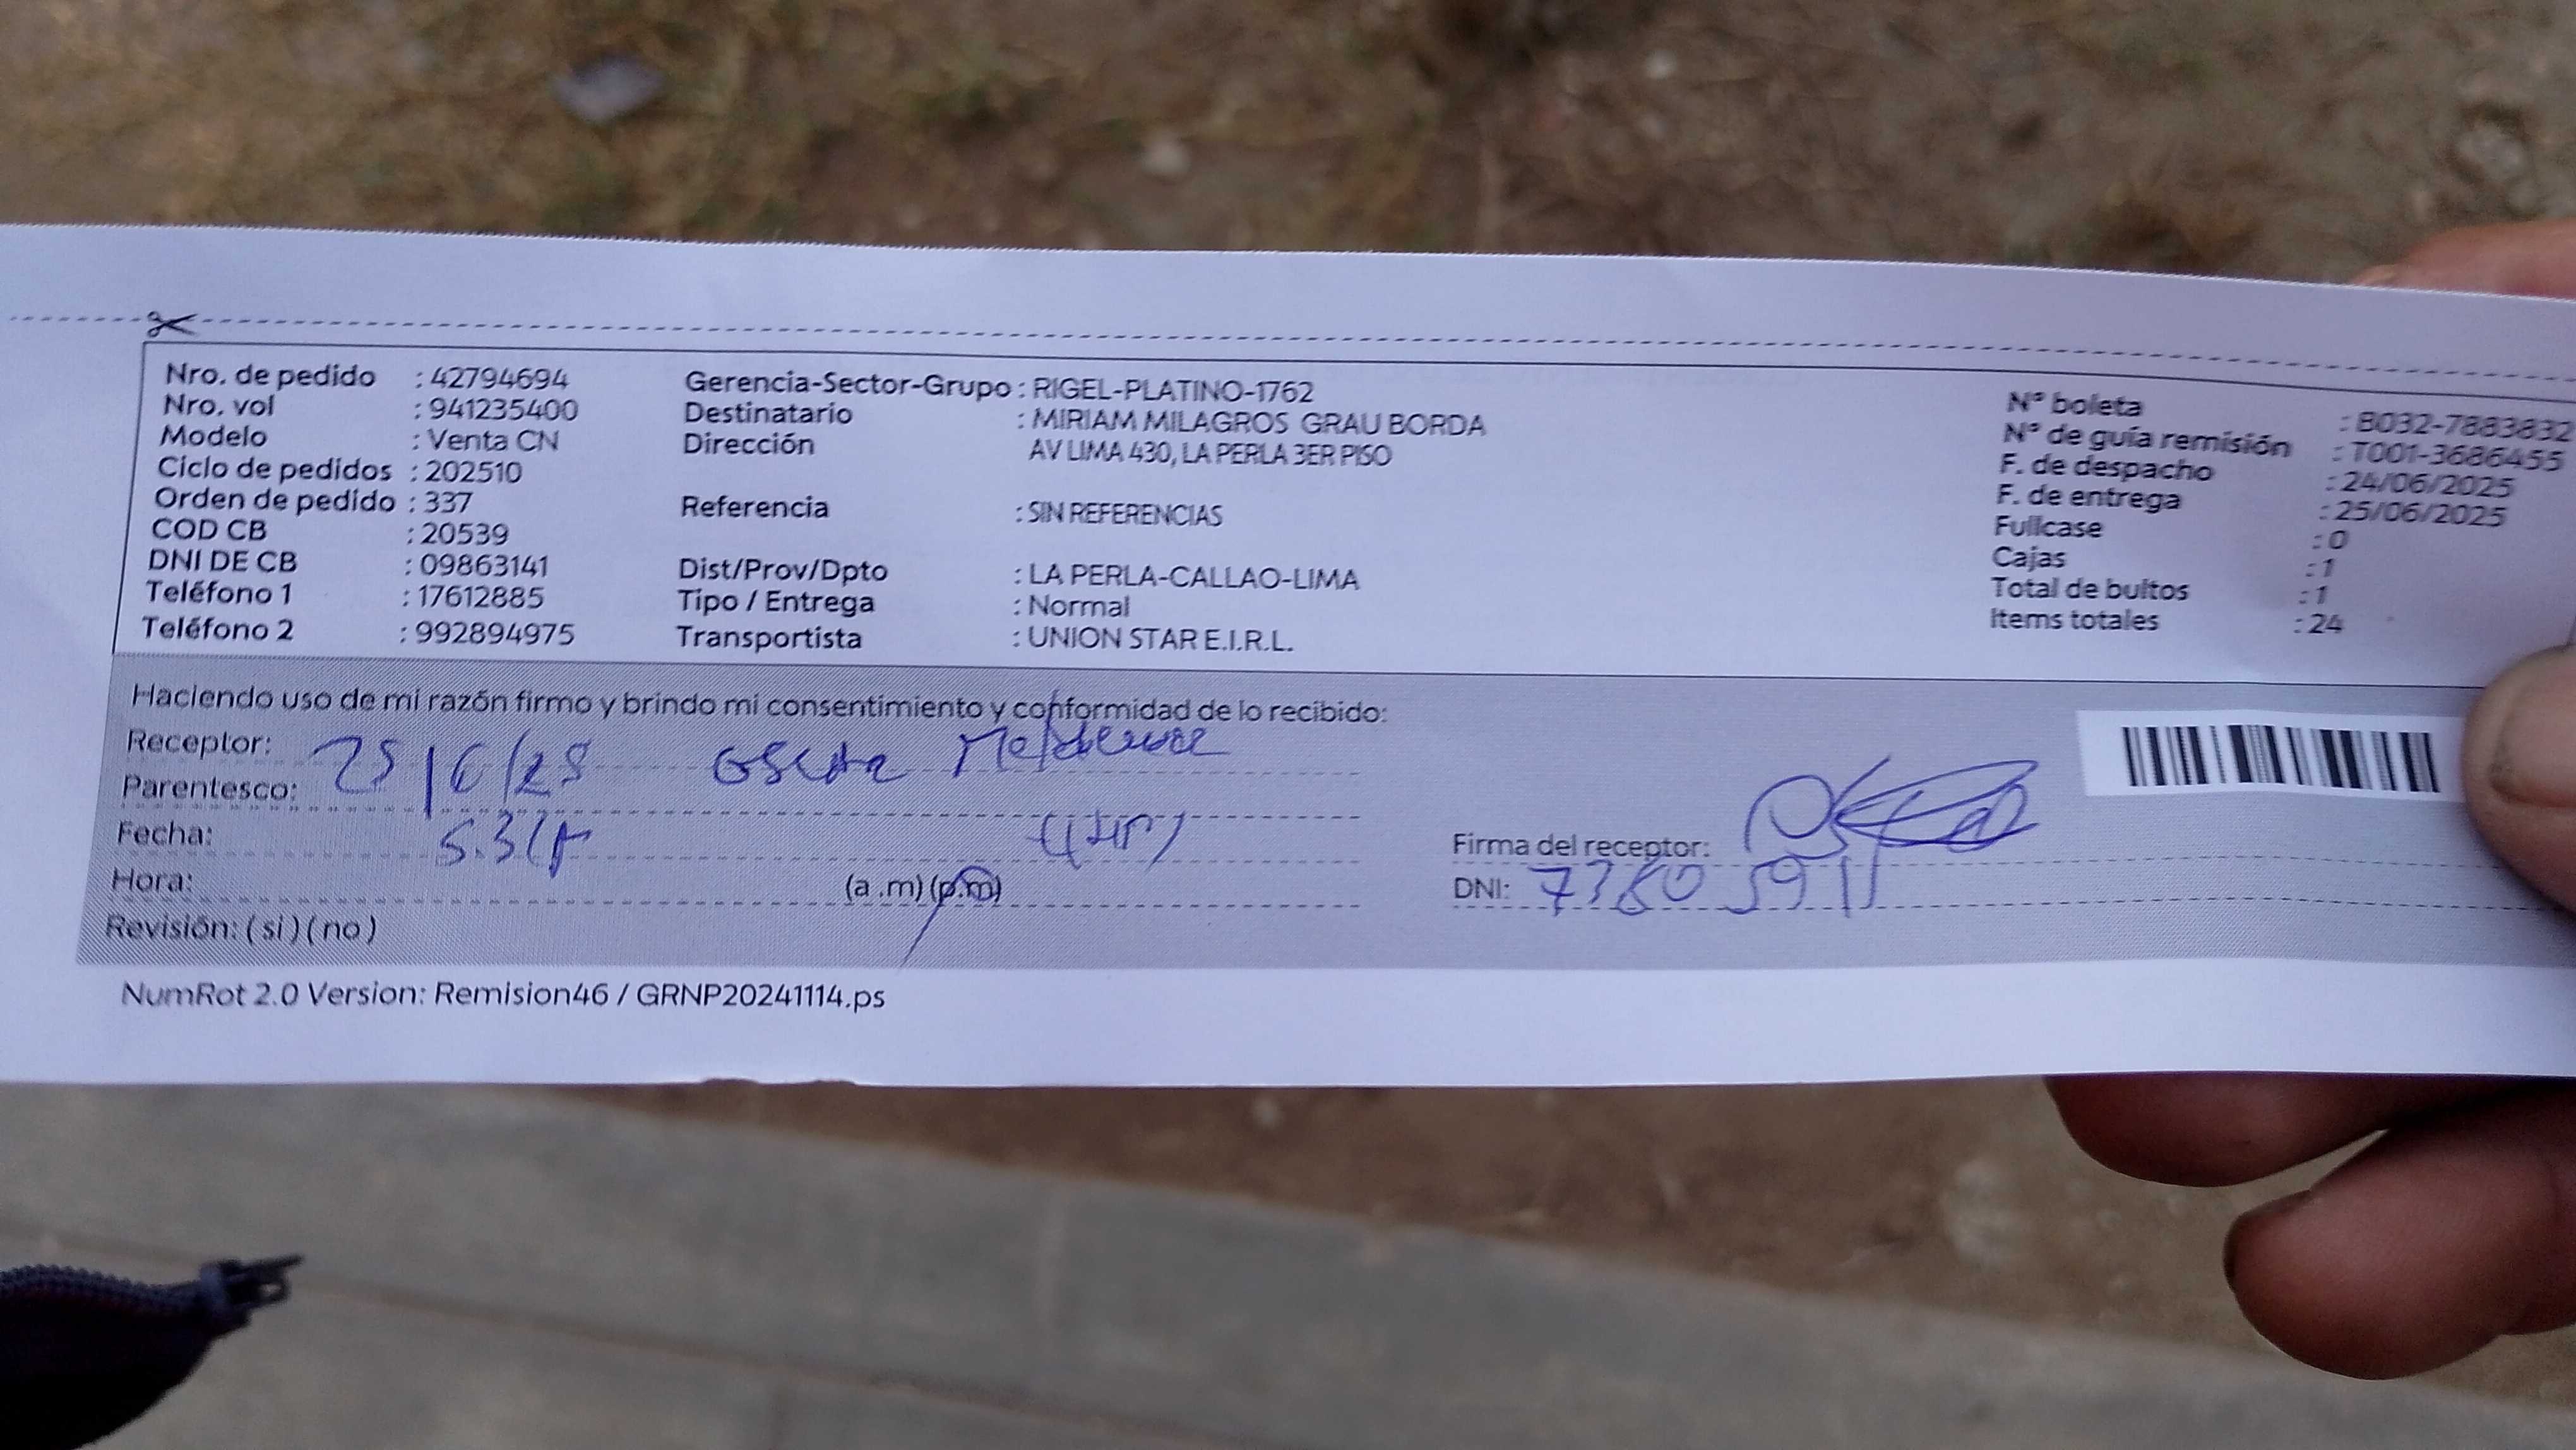 Nro. de pedido : 42794694
Nro. vol : 941235400
Modelo : Venta CN
Ciclo de pedidos : 202510
Orden de pedido : 337
COD CB : 20539
DNI DE CB : 09863141
Teléfono 1 : 17612885
Teléfono 2 : 992894975
Gerencia-Sector-Grupo : RIGEL-PLATINO-1762
Destinatario : MIRIAM MILAGROS GRAU BORDA
Dirección AV LIMA 430, LA PERLA 3ER PISO
Referencia : SIN REFERENCIAS
Dist/Prov/Dpto : LA PERLA-CALLAO-LIMA
Tipo / Entrega : Normal
Transportista : UNION STAR E.I.R.L.
N° boleta : B032-7883832
N° de guía remisión : T001-3686455
F. de despacho : 24/06/2025
F. de entrega : 25/06/2025
Fullcase : 0
Cajas : 1
Total de bultos : 1
Items totales : 24
Haciendo uso de mi razón firmo y brindo mi consentimiento y conformidad de lo recibido:
Receptor: 25/6/25 Oscar
Parentesco:
Fecha:
Hora: (a.m) (p.m)
Revisión: ( si ) ( no )
Firma del receptor:
DNI:
NumRot 2.0 Version: Remision46 / GRNP20241114.ps